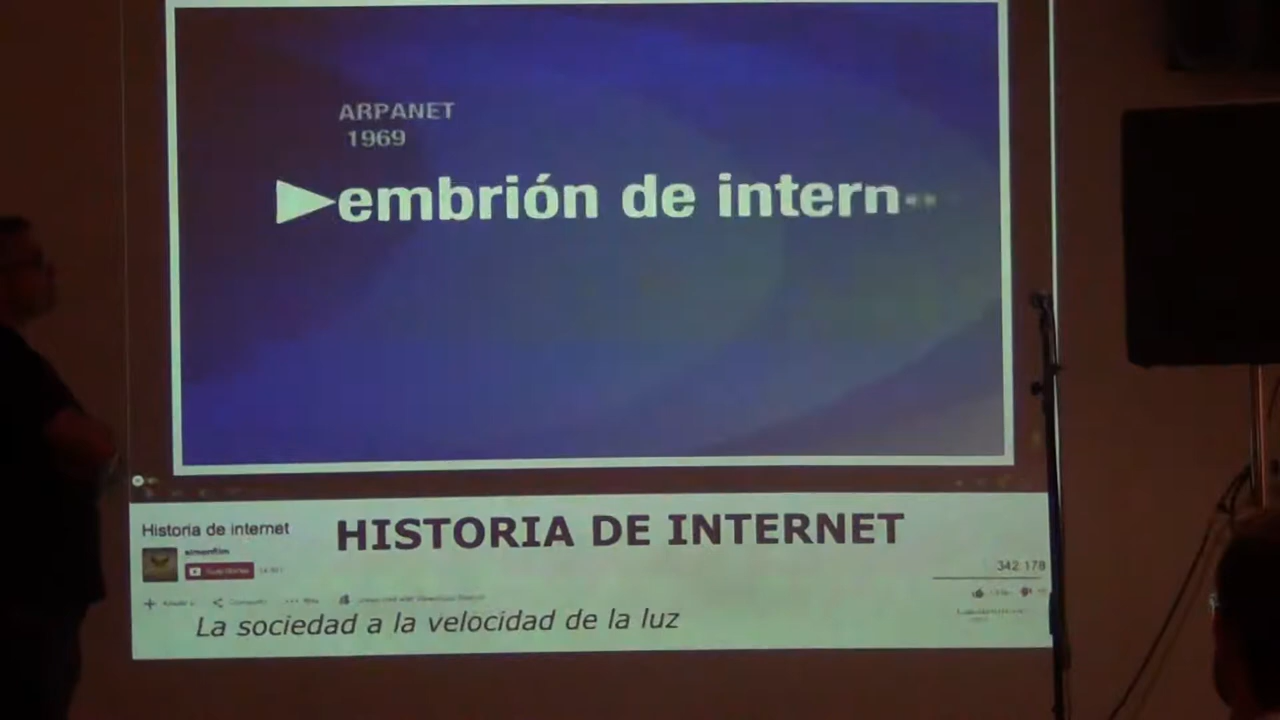 ARPANET
1969
embrión de intern
Historia de internet
HISTORIA DE INTERNET
342 178
La sociedad a la velocidad de la luz